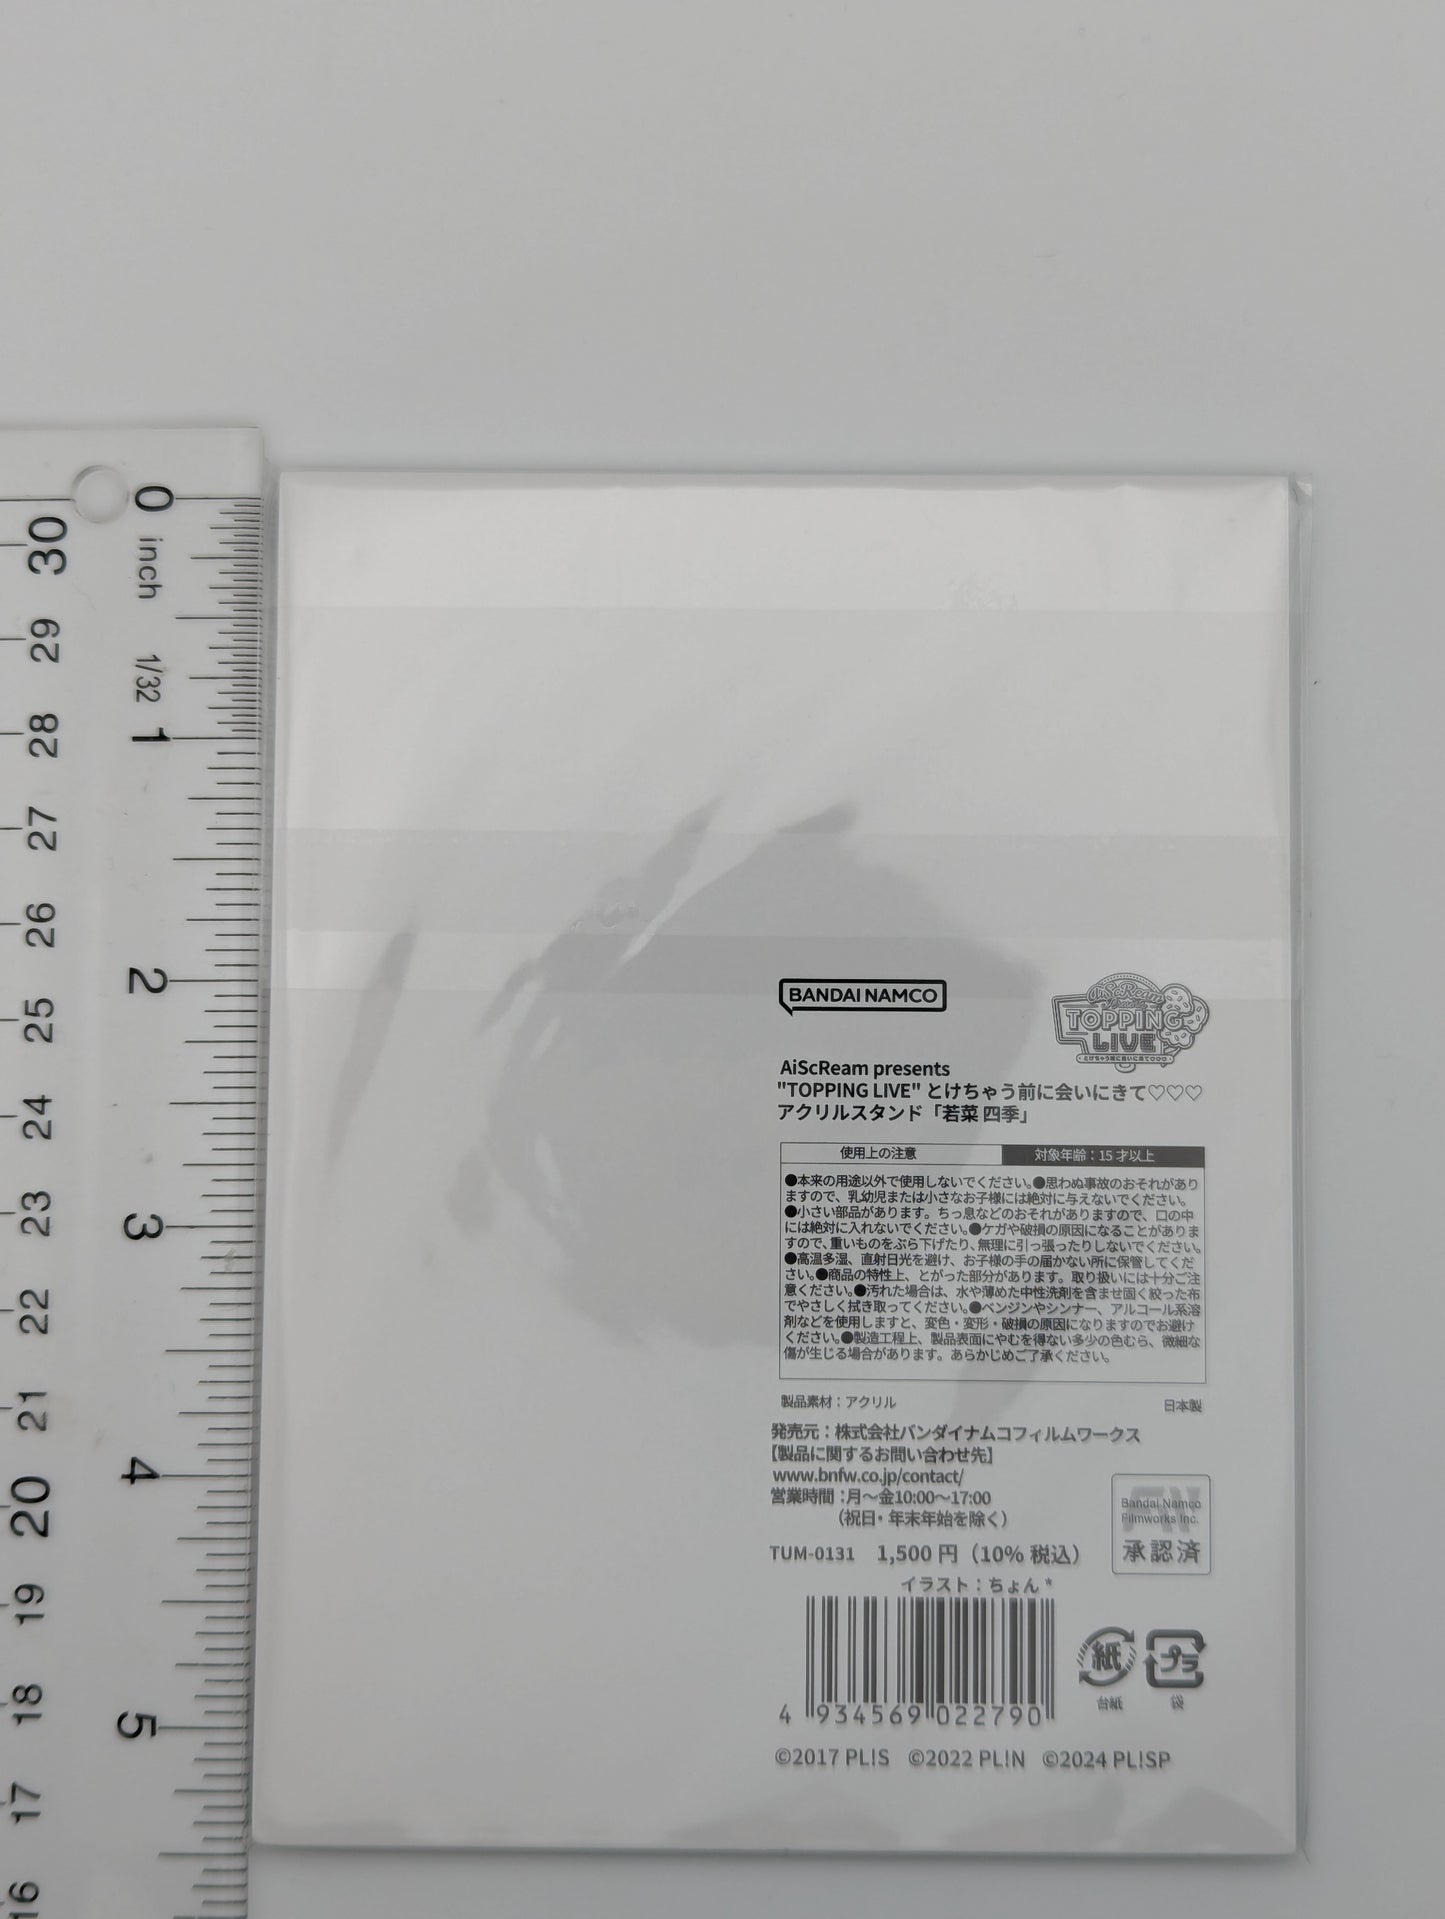 0
inch
1/32
1
2
3
4
5
30
29
28
27
26
25
24
23
22
21
20
19
18
17
16
BANDAI NAMCO
AiScReam
presents
TOPPING
LIVE
とけちゃう前に会いにきて♡♡♡
AiScReam presents
"TOPPING LIVE" とけちゃう前に会いにきて♡♡♡
アクリルスタンド「若菜 四季」
使用上の注意
対象年齢：15 才以上
●本来の用途以外で使用しないでください。●思わぬ事故のおそれがあり
ますので、乳幼児または小さなお子様には絶対に与えないでください。
●小さい部品があります。ちっ息などのおそれがありますので、口の中
には絶対に入れないでください。●ケガや破損の原因になることがありま
すので、重いものをぶら下げたり、無理に引っ張ったりしないでください。
●高温多湿、直射日光を避け、お子様の手の届かない所に保管してくだ
さい。●商品の特性上、とがった部分があります。取り扱いには十分ご注
意ください。●汚れた場合は、水や薄めた中性洗剤を含ませ固く絞った布
でやさしく拭き取ってください。●ベンジンやシンナー、アルコール系溶
剤などを使用しますと、変色・変形・破損の原因になりますのでお避け
ください。●製造工程上、製品表面にやむを得ない多少の色むら、微細な
傷が生じる場合があります。あらかじめご了承ください。
製品素材：アクリル
日本製
発売元：株式会社バンダイナムコフィルムワークス
【製品に関するお問い合わせ先】
www.bnfw.co.jp/contact/
営業時間：月～金10:00～17:00
（祝日・年末年始を除く）
Bandai Namco
Filmworks Inc.
承認済
TUM-0131 1,500 円（10% 税込）
イラスト：ちょん *
4 934569 022790
紙
台紙
プラ
袋
©2017 PL!S ©2022 PL!N ©2024 PL!SP